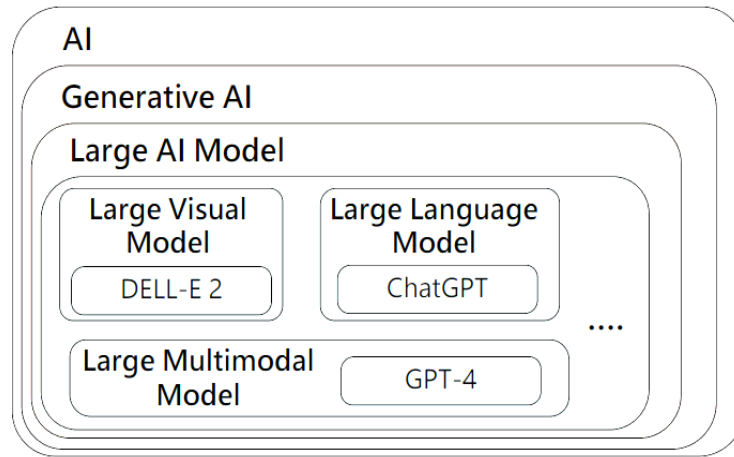 AI
Generative AI
Large AI Model
Large Visual
Model
DELL-E 2
Large Language
Model
ChatGPT
....
Large Multimodal
Model
GPT-4